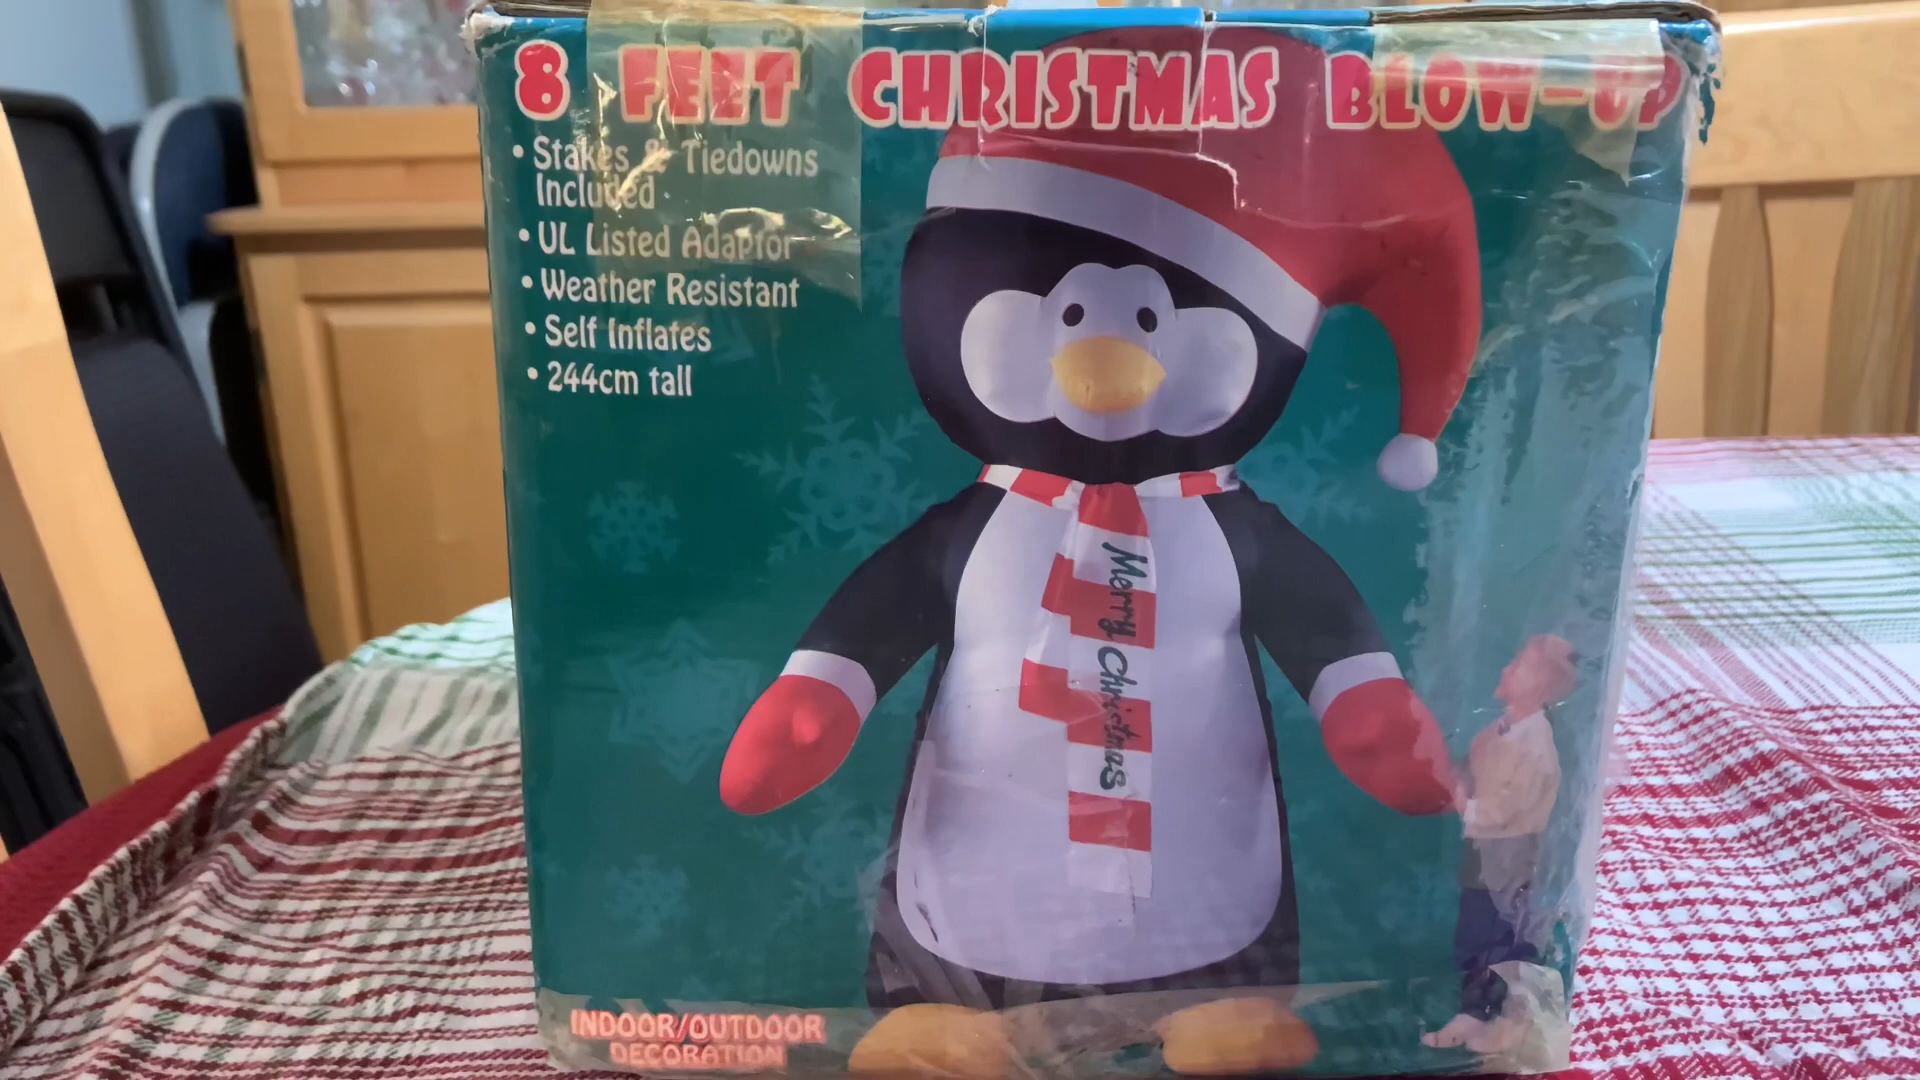 8 FEET CHRISTMAS BLOW-UP
• Stakes & Tiedowns
Included
• UL Listed Adaptor
• Weather Resistant
• Self Inflates
• 244cm tall
Merry Christmas
INDOOR/OUTDOOR
DECORATION